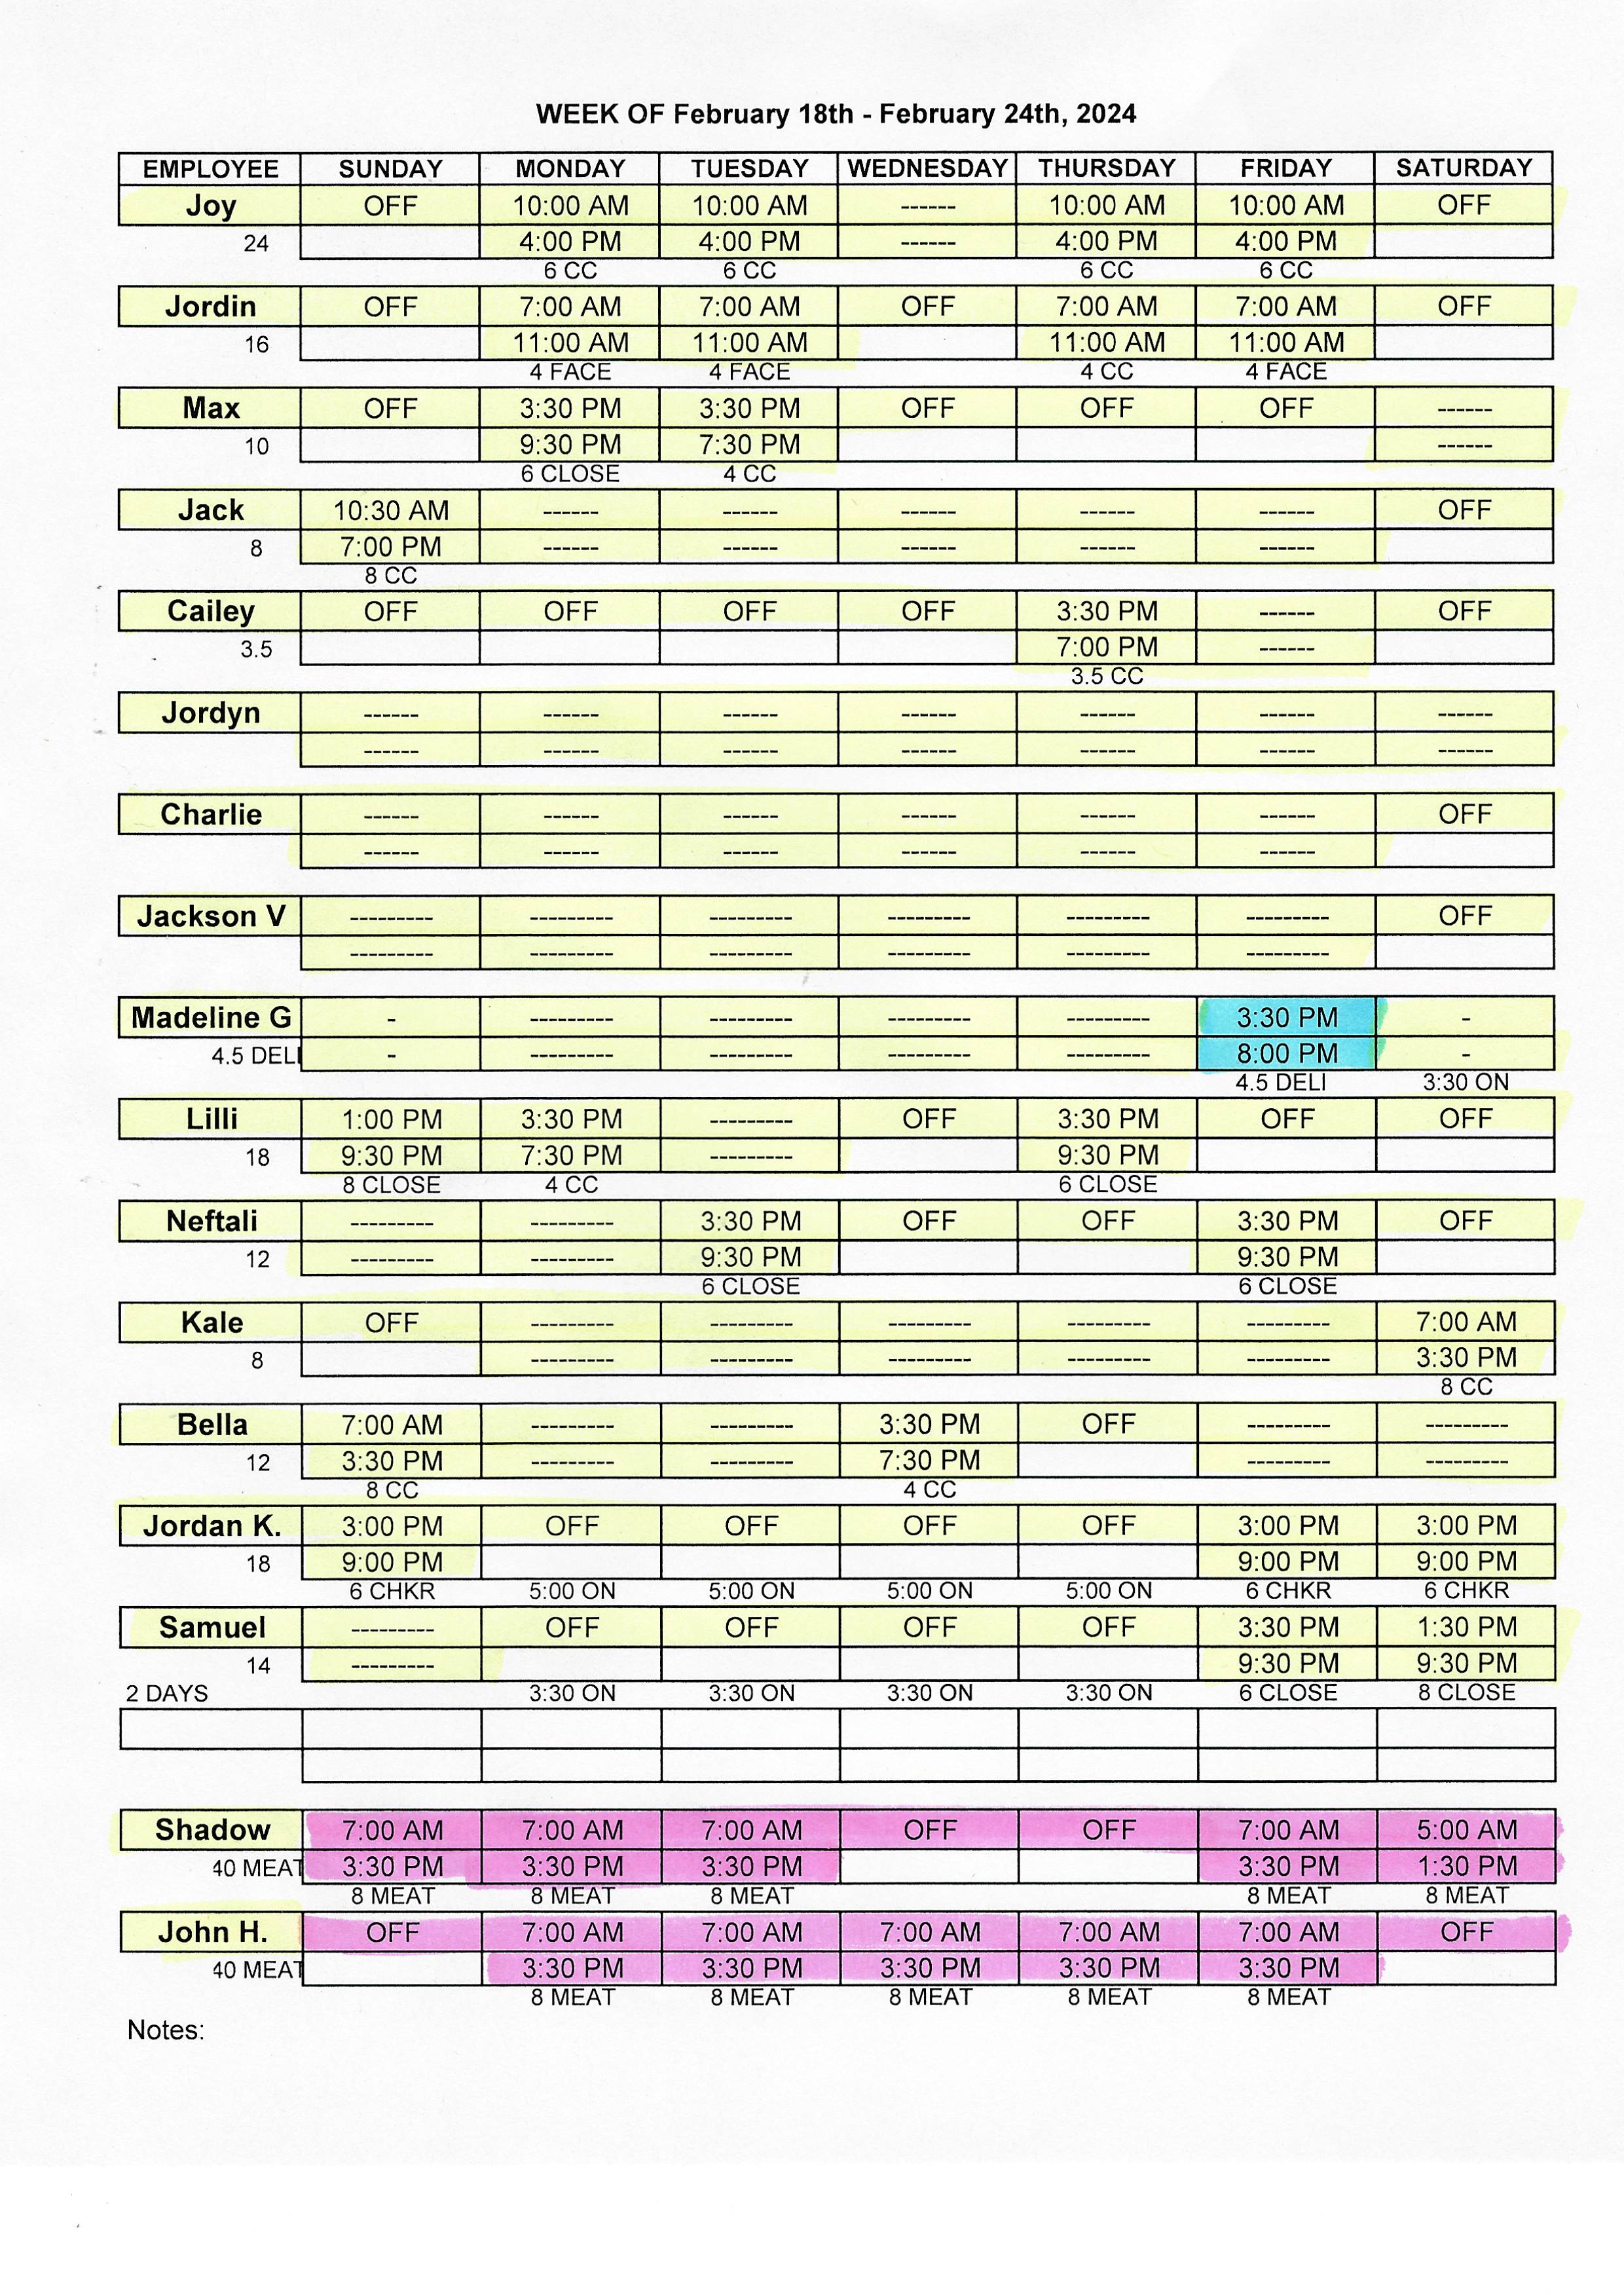 WEEK OF February 18th - February 24th, 2024
EMPLOYEE SUNDAY MONDAY TUESDAY WEDNESDAY THURSDAY FRIDAY SATURDAY
Joy OFF 10:00 AM 10:00 AM ------ 10:00 AM 10:00 AM OFF
24 4:00 PM 4:00 PM ------ 4:00 PM 4:00 PM
6 CC 6 CC 6 CC 6 CC
Jordin OFF 7:00 AM 7:00 AM OFF 7:00 AM 7:00 AM OFF
16 11:00 AM 11:00 AM 11:00 AM 11:00 AM
4 FACE 4 FACE 4 CC 4 FACE
Max OFF 3:30 PM 3:30 PM OFF OFF OFF ------
10 9:30 PM 7:30 PM ------
6 CLOSE 4 CC
Jack 10:30 AM ------ ------ ------ ------ ------ OFF
8 7:00 PM ------ ------ ------ ------ ------
8 CC
Cailey OFF OFF OFF OFF 3:30 PM ------ OFF
3.5 7:00 PM ------
3.5 CC
Jordyn ------ ------ ------ ------ ------ ------ ------
------ ------ ------ ------ ------ ------ ------
Charlie ------ ------ ------ ------ ------ ------ OFF
------ ------ ------ ------ ------ ------
Jackson V --------- --------- --------- --------- --------- --------- OFF
--------- --------- --------- --------- --------- ---------
Madeline G - --------- --------- --------- --------- 3:30 PM -
4.5 DELI - --------- --------- --------- --------- 8:00 PM -
4.5 DELI 3:30 ON
Lilli 1:00 PM 3:30 PM --------- OFF 3:30 PM OFF OFF
18 9:30 PM 7:30 PM --------- 9:30 PM
8 CLOSE 4 CC 6 CLOSE
Neftali --------- --------- 3:30 PM OFF OFF 3:30 PM OFF
12 --------- --------- 9:30 PM 9:30 PM
6 CLOSE 6 CLOSE
Kale OFF --------- --------- --------- --------- --------- 7:00 AM
8 --------- --------- --------- --------- --------- 3:30 PM
8 CC
Bella 7:00 AM --------- --------- 3:30 PM OFF --------- ---------
12 3:30 PM --------- --------- 7:30 PM --------- ---------
8 CC 4 CC
Jordan K. 3:00 PM OFF OFF OFF OFF 3:00 PM 3:00 PM
18 9:00 PM 9:00 PM 9:00 PM
6 CHKR 5:00 ON 5:00 ON 5:00 ON 5:00 ON 6 CHKR 6 CHKR
Samuel --------- OFF OFF OFF OFF 3:30 PM 1:30 PM
14 --------- 9:30 PM 9:30 PM
2 DAYS 3:30 ON 3:30 ON 3:30 ON 3:30 ON 6 CLOSE 8 CLOSE
Shadow 7:00 AM 7:00 AM 7:00 AM OFF OFF 7:00 AM 5:00 AM
40 MEAT 3:30 PM 3:30 PM 3:30 PM 3:30 PM 1:30 PM
8 MEAT 8 MEAT 8 MEAT 8 MEAT 8 MEAT
John H. OFF 7:00 AM 7:00 AM 7:00 AM 7:00 AM 7:00 AM OFF
40 MEAT 3:30 PM 3:30 PM 3:30 PM 3:30 PM 3:30 PM
8 MEAT 8 MEAT 8 MEAT 8 MEAT 8 MEAT
Notes: